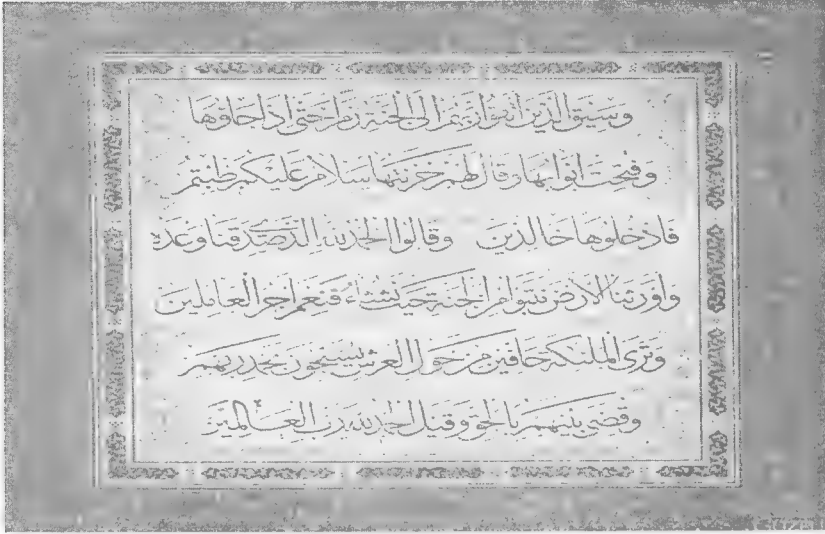 وسيق الذين اتقوا ربهم الى الجنة زمرا حتى اذا جاؤها
وفتحت ابوابها وقال لهم خزنتها سلام عليكم طبتم
فادخلوها خالدين وقالوا الحمد لله الذي صدقنا وعده
واورثنا الارض نتبوا من الجنة حيث نشاء فنعم اجر العاملين
وترى الملئكة حافين من حول العرش يسبحون بحمد ربهم
وقضي بينهم بالحق وقيل الحمد لله رب العالمين